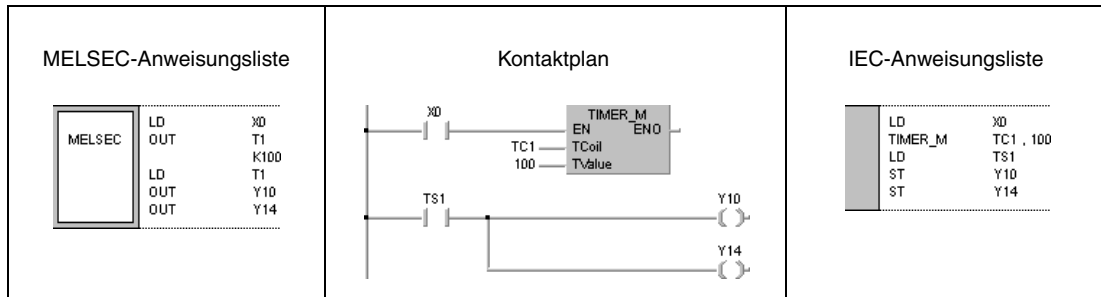 MELSEC-Anweisungsliste
MELSEC
LD X0
OUT T1
K100
LD T1
OUT Y10
OUT Y14
Kontaktplan
X0
TIMER_M
EN ENO
TC1 TCoil
100 TValue
TS1
Y10
Y14
IEC-Anweisungsliste
LD X0
TIMER_M TC1 , 100
LD TS1
ST Y10
ST Y14